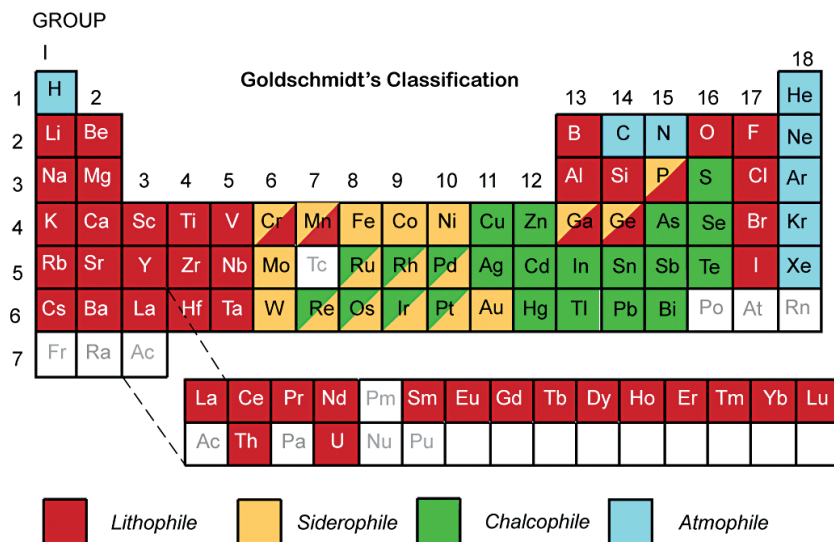 GROUP
I 18
Goldschmidt's Classification
1 H 2 13 14 15 16 17 He
2 Li Be B C N O F Ne
3 Na Mg 3 4 5 6 7 8 9 10 11 12 Al Si P S Cl Ar
4 K Ca Sc Ti V Cr Mn Fe Co Ni Cu Zn Ga Ge As Se Br Kr
5 Rb Sr Y Zr Nb Mo Tc Ru Rh Pd Ag Cd In Sn Sb Te I Xe
6 Cs Ba La Hf Ta W Re Os Ir Pt Au Hg Tl Pb Bi Po At Rn
7 Fr Ra Ac
La Ce Pr Nd Pm Sm Eu Gd Tb Dy Ho Er Tm Yb Lu
Ac Th Pa U Nu Pu
Lithophile Siderophile Chalcophile Atmophile